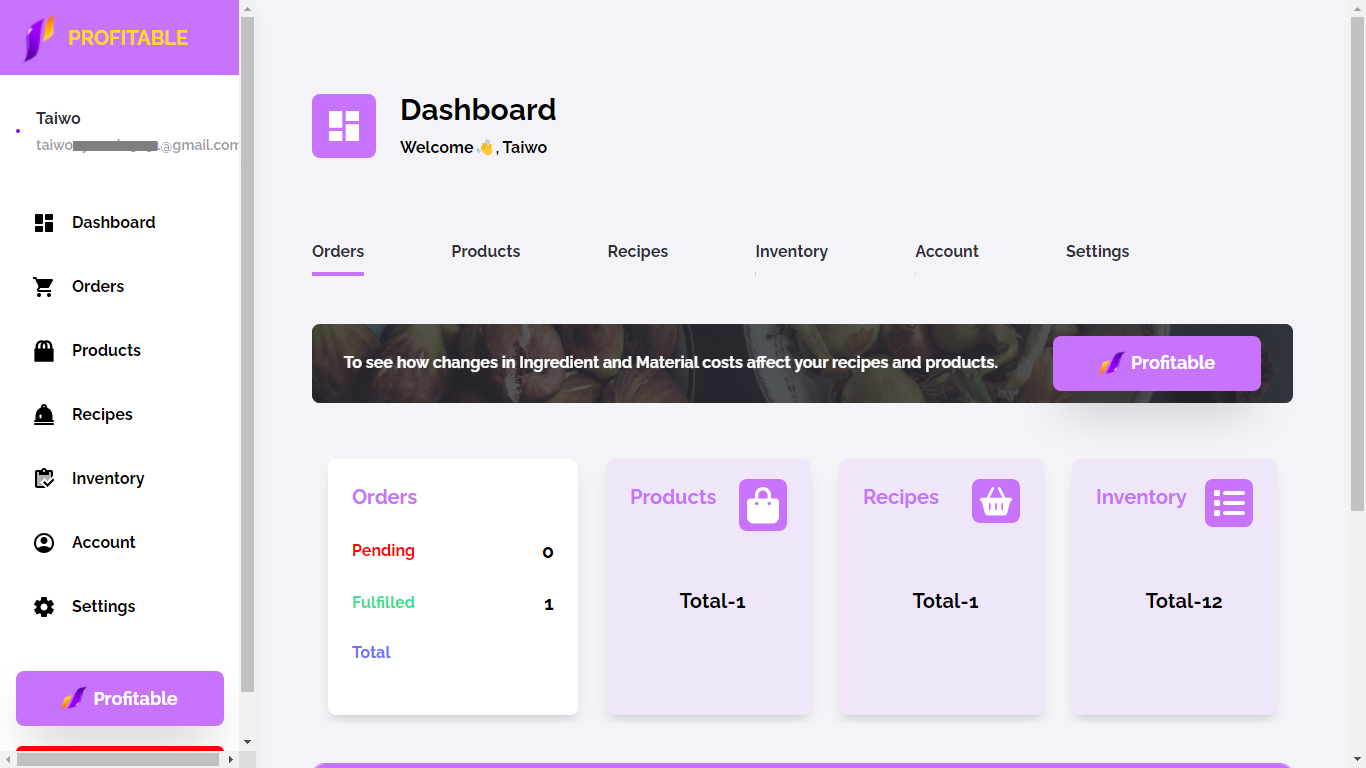 PROFITABLE
Taiwo
@gmail.com
Dashboard
Orders
Products
Recipes
Inventory
Account
Settings
Profitable
Dashboard
Welcome 👋, Taiwo
Orders Products Recipes Inventory Account Settings
To see how changes in Ingredient and Material costs affect your recipes and products.
Profitable
Orders
Pending 0
Fulfilled 1
Total
Products
Total-1
Recipes
Total-1
Inventory
Total-12